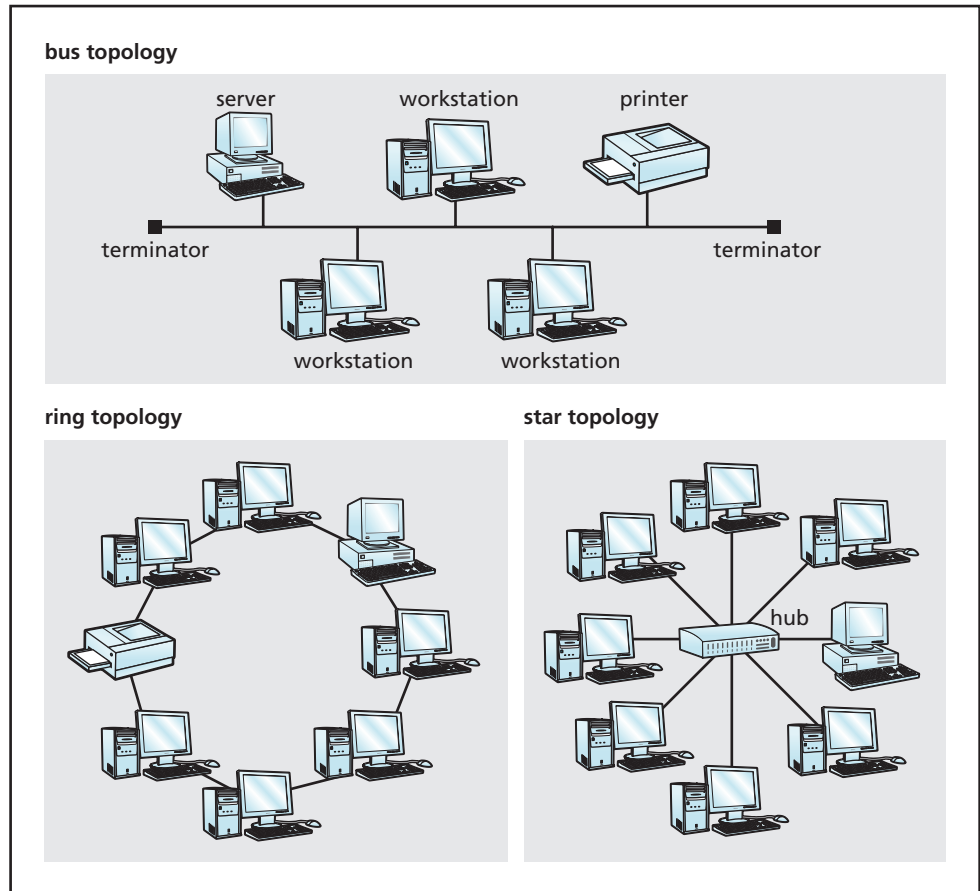 bus topology
server workstation printer
terminator terminator
workstation workstation
ring topology
star topology
hub